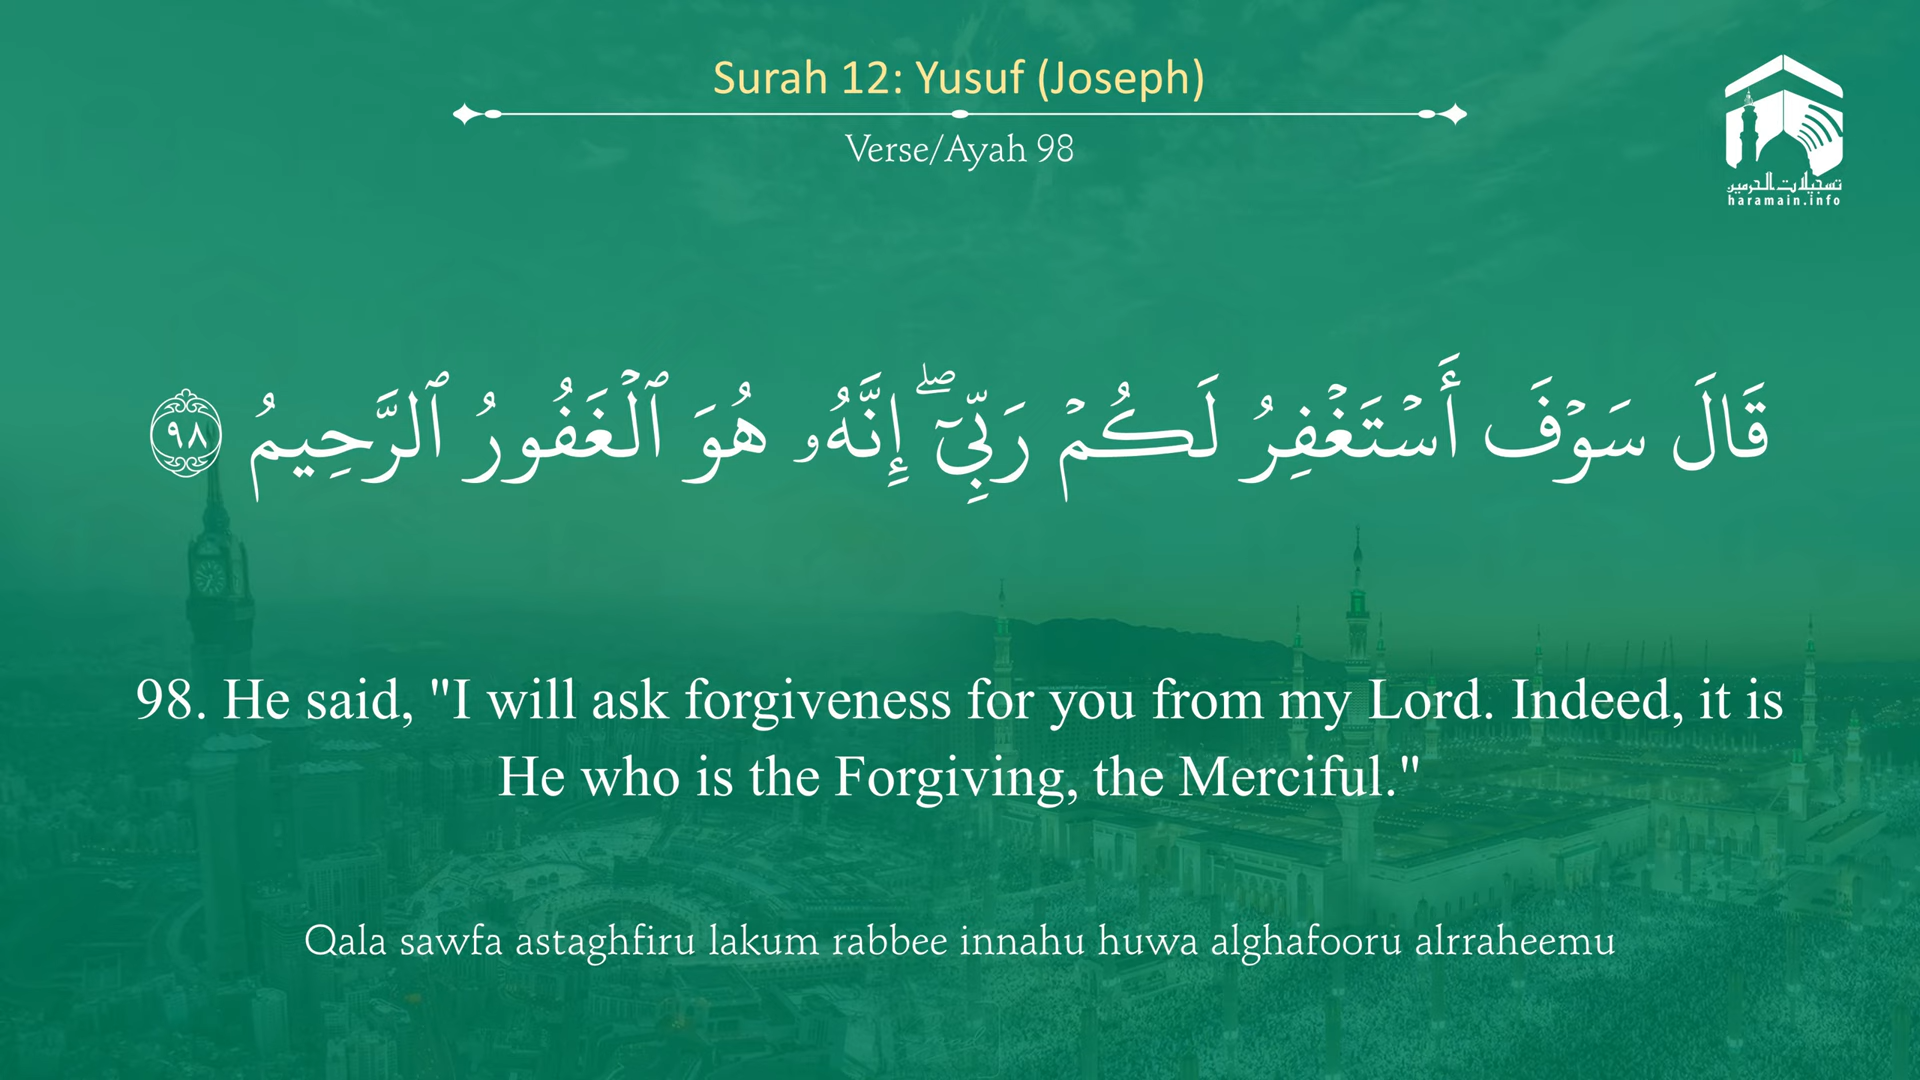 Surah 12: Yusuf (Joseph)
Verse/Ayah 98
تسجيلات الحرمين
haramain.info
قَالَ سَوۡفَ أَسۡتَغۡفِرُ لَكُمۡ رَبِّيٓۖ إِنَّهُۥ هُوَ ٱلۡغَفُورُ ٱلرَّحِيمُ ٩٨
98. He said, "I will ask forgiveness for you from my Lord. Indeed, it is
He who is the Forgiving, the Merciful."
Qala sawfa astaghfiru lakum rabbee innahu huwa alghafooru alrraheemu